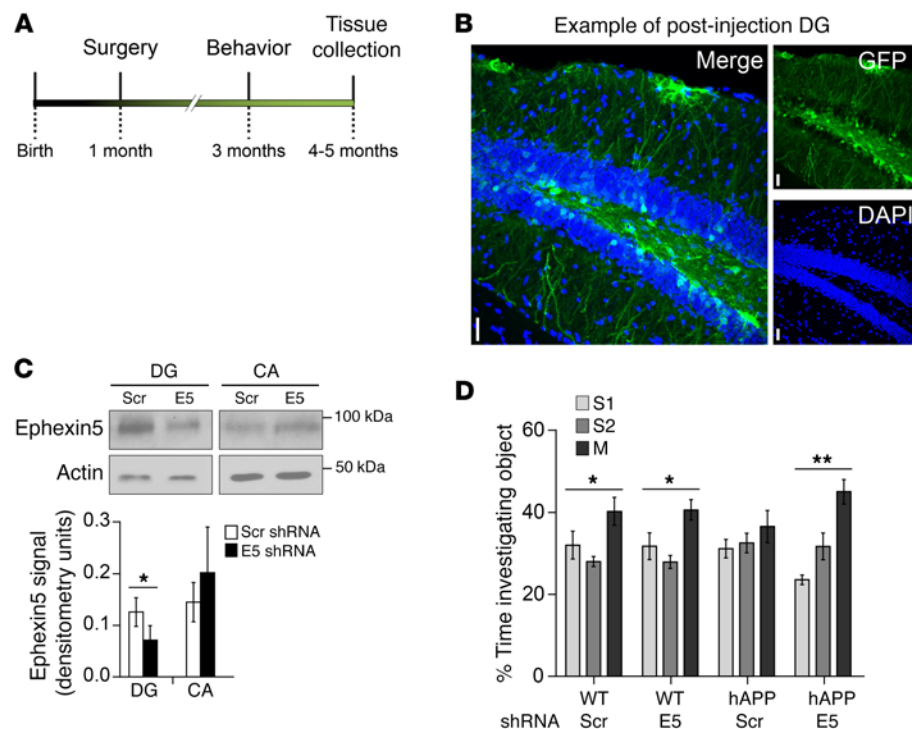 A
Surgery
Behavior
Tissue
collection
Birth
1 month
3 months
4-5 months
B
Example of post-injection DG
Merge
GFP
DAPI
C
DG
CA
Scr
E5
Scr
E5
Ephexin5
100 kDa
Actin
50 kDa
Ephexin5 signal
(densitometry units)
0.3
0.2
0.1
0.0
Scr shRNA
E5 shRNA
*
DG
CA
D
S1
S2
M
% Time investigating object
60
40
20
0
*
*
**
WT
WT
hAPP
hAPP
shRNA
Scr
E5
Scr
E5